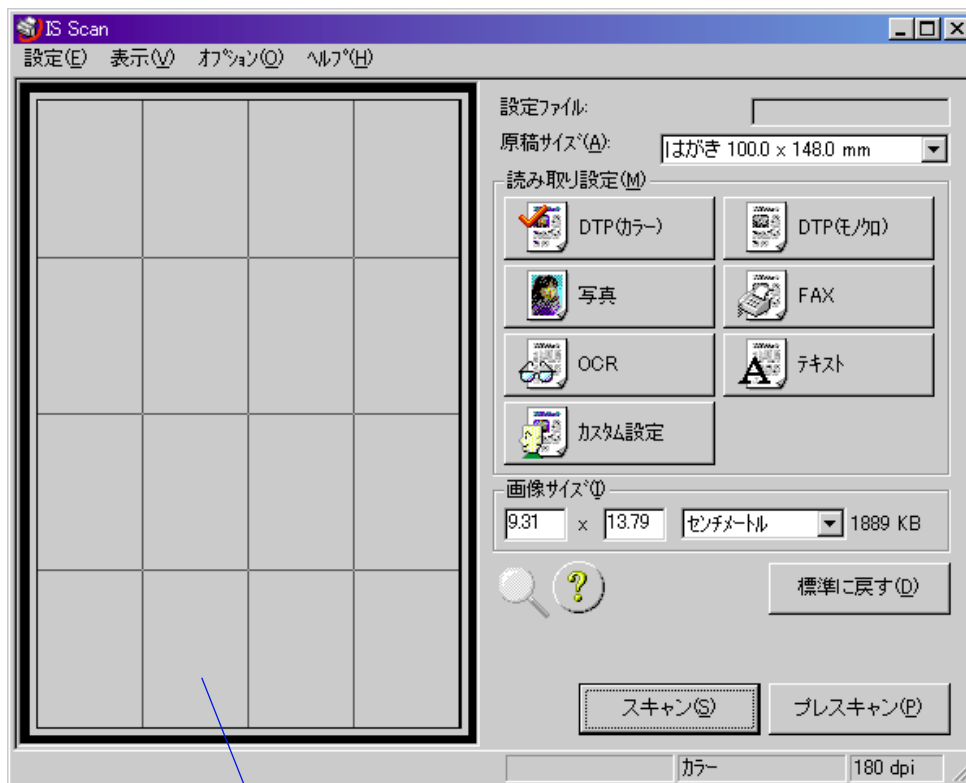 IS Scan
設定(E) 表示(V) オプション(O) ヘルプ(H)
設定ファイル:
原稿サイズ(A): はがき 100.0 x 148.0 mm
読み取り設定(M)
DTP(カラー) DTP(モノクロ)
写真 FAX
OCR テキスト
カスタム設定
画像サイズ(I)
9.31 x 13.79 センチメートル 1889 KB
標準に戻す(D)
スキャン(S) プレスキャン(P)
カラー 180 dpi